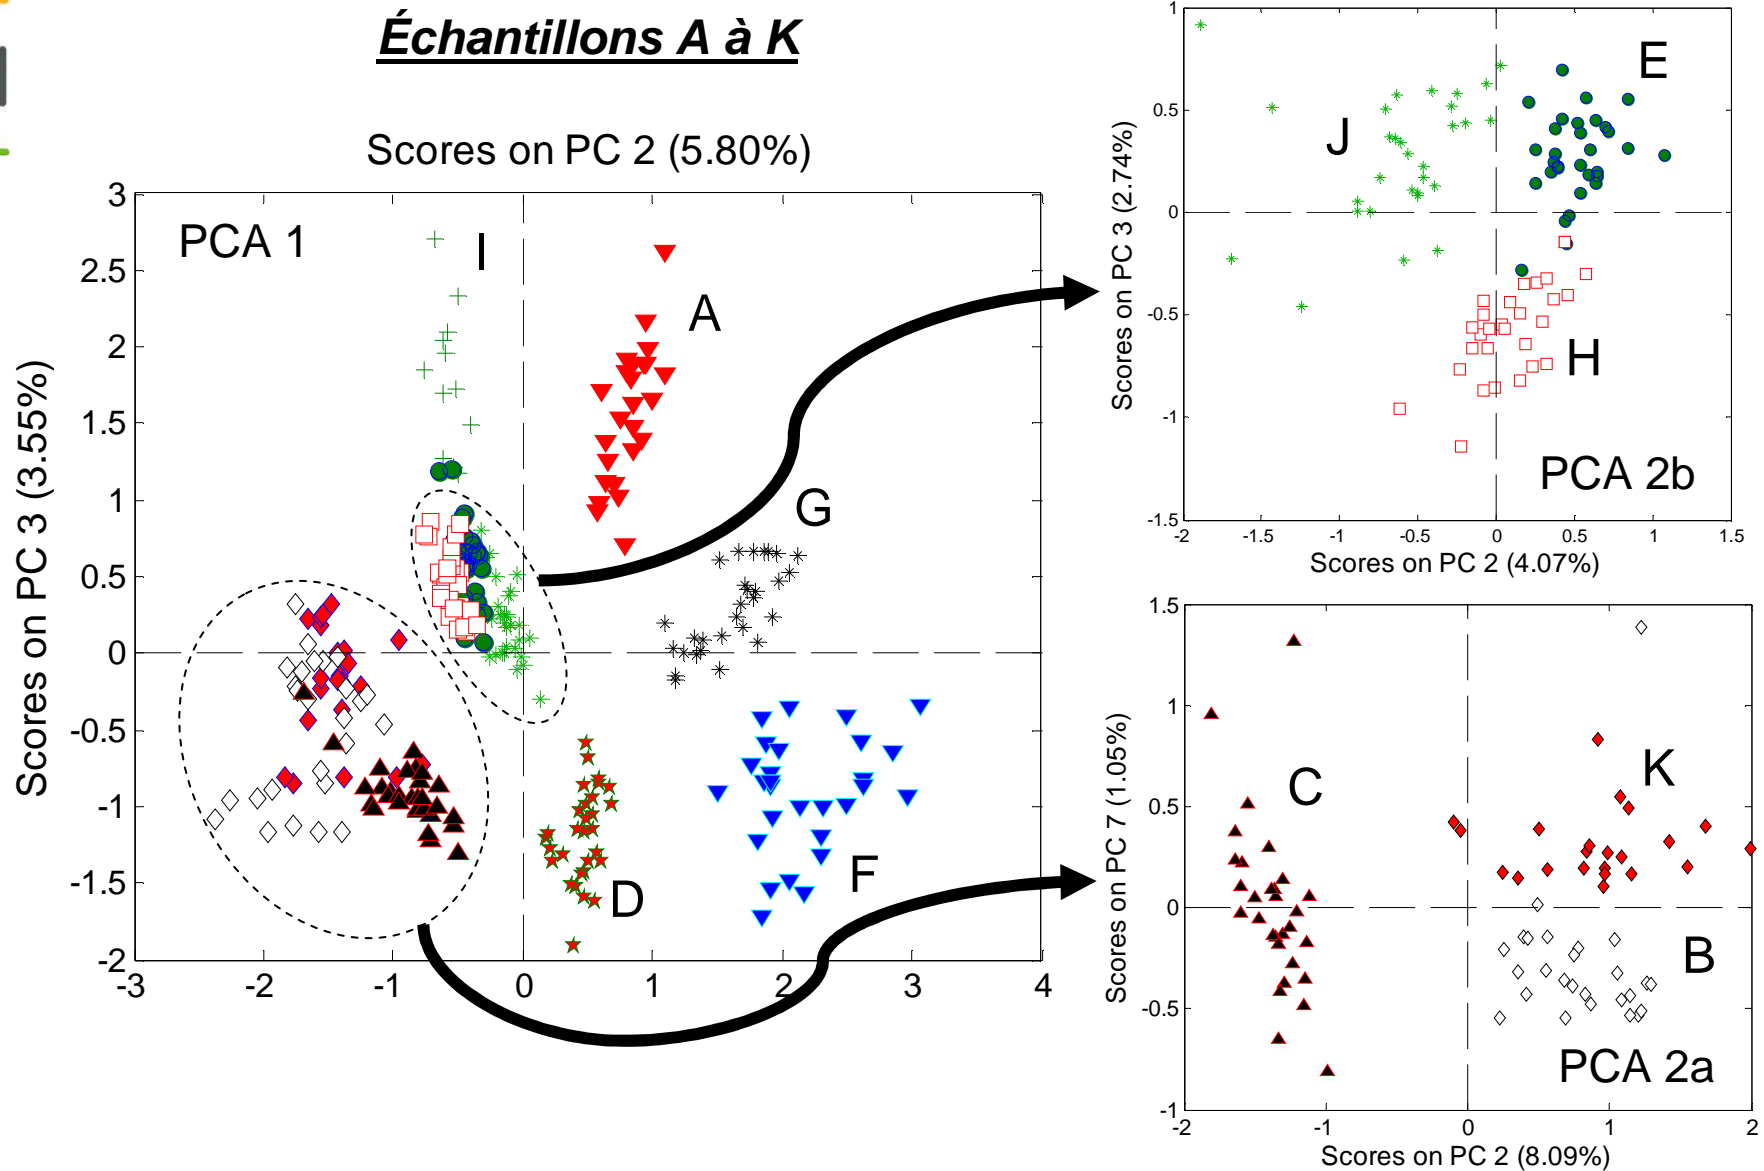 Échantillons A à K
Scores on PC 2 (5.80%)
Scores on PC 3 (3.55%)
3
2.5
2
1.5
1
0.5
0
-0.5
-1
-1.5
-2
-3
-2
-1
0
1
2
3
4
PCA 1
I
A
G
D
F
Scores on PC 3 (2.74%)
1
0.5
0
-0.5
-1
-1.5
-2
-1.5
-1
-0.5
0
0.5
1
1.5
Scores on PC 2 (4.07%)
E
J
H
PCA 2b
Scores on PC 7 (1.05%)
1.5
1
0.5
0
-0.5
-1
-2
-1
0
1
2
Scores on PC 2 (8.09%)
C
K
B
PCA 2a